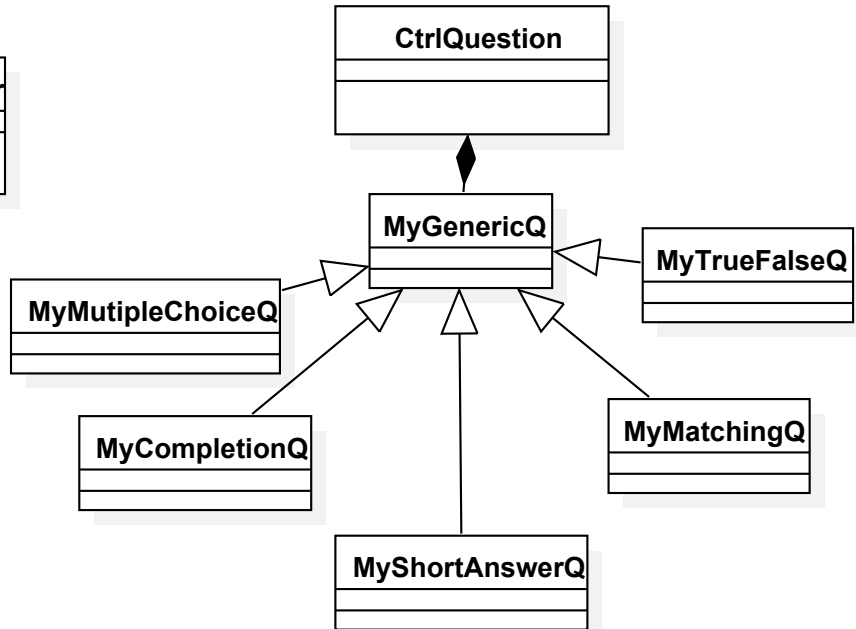 CtrlQuestion
MyGenericQ
MyTrueFalseQ
MyMutipleChoiceQ
MyMatchingQ
MyCompletionQ
MyShortAnswerQ